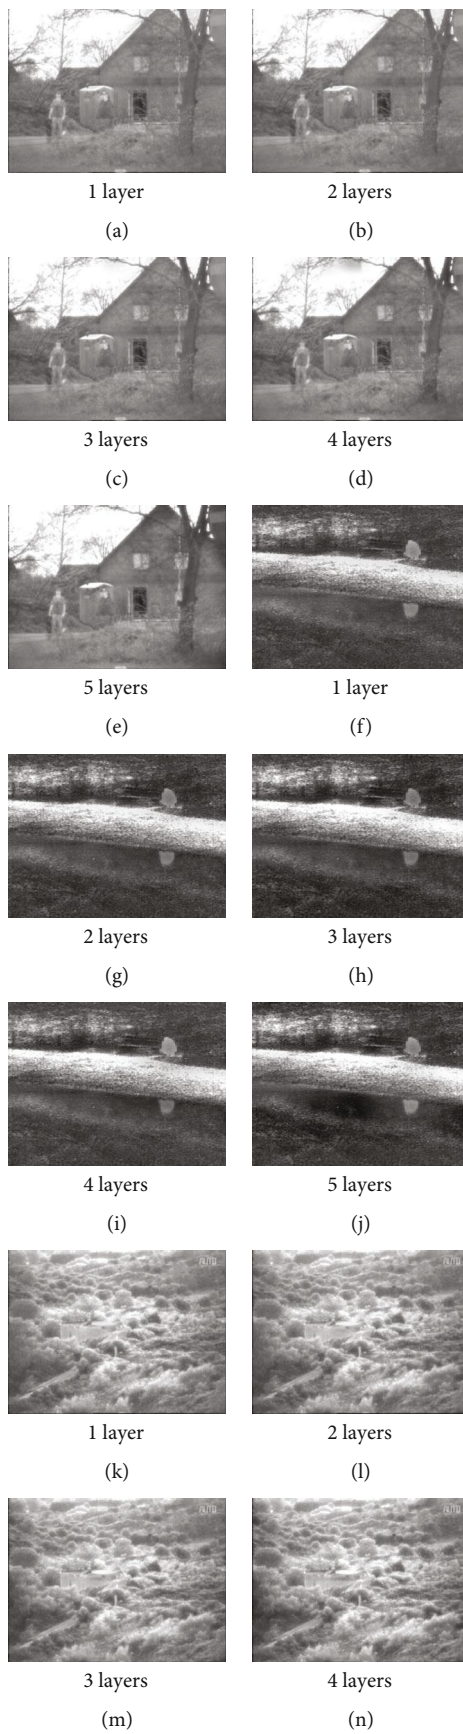 1 layer
2 layers
(a)
(b)
3 layers
4 layers
(c)
(d)
5 layers
1 layer
(e)
(f)
2 layers
3 layers
(g)
(h)
4 layers
5 layers
(i)
(j)
1 layer
2 layers
(k)
(l)
3 layers
4 layers
(m)
(n)